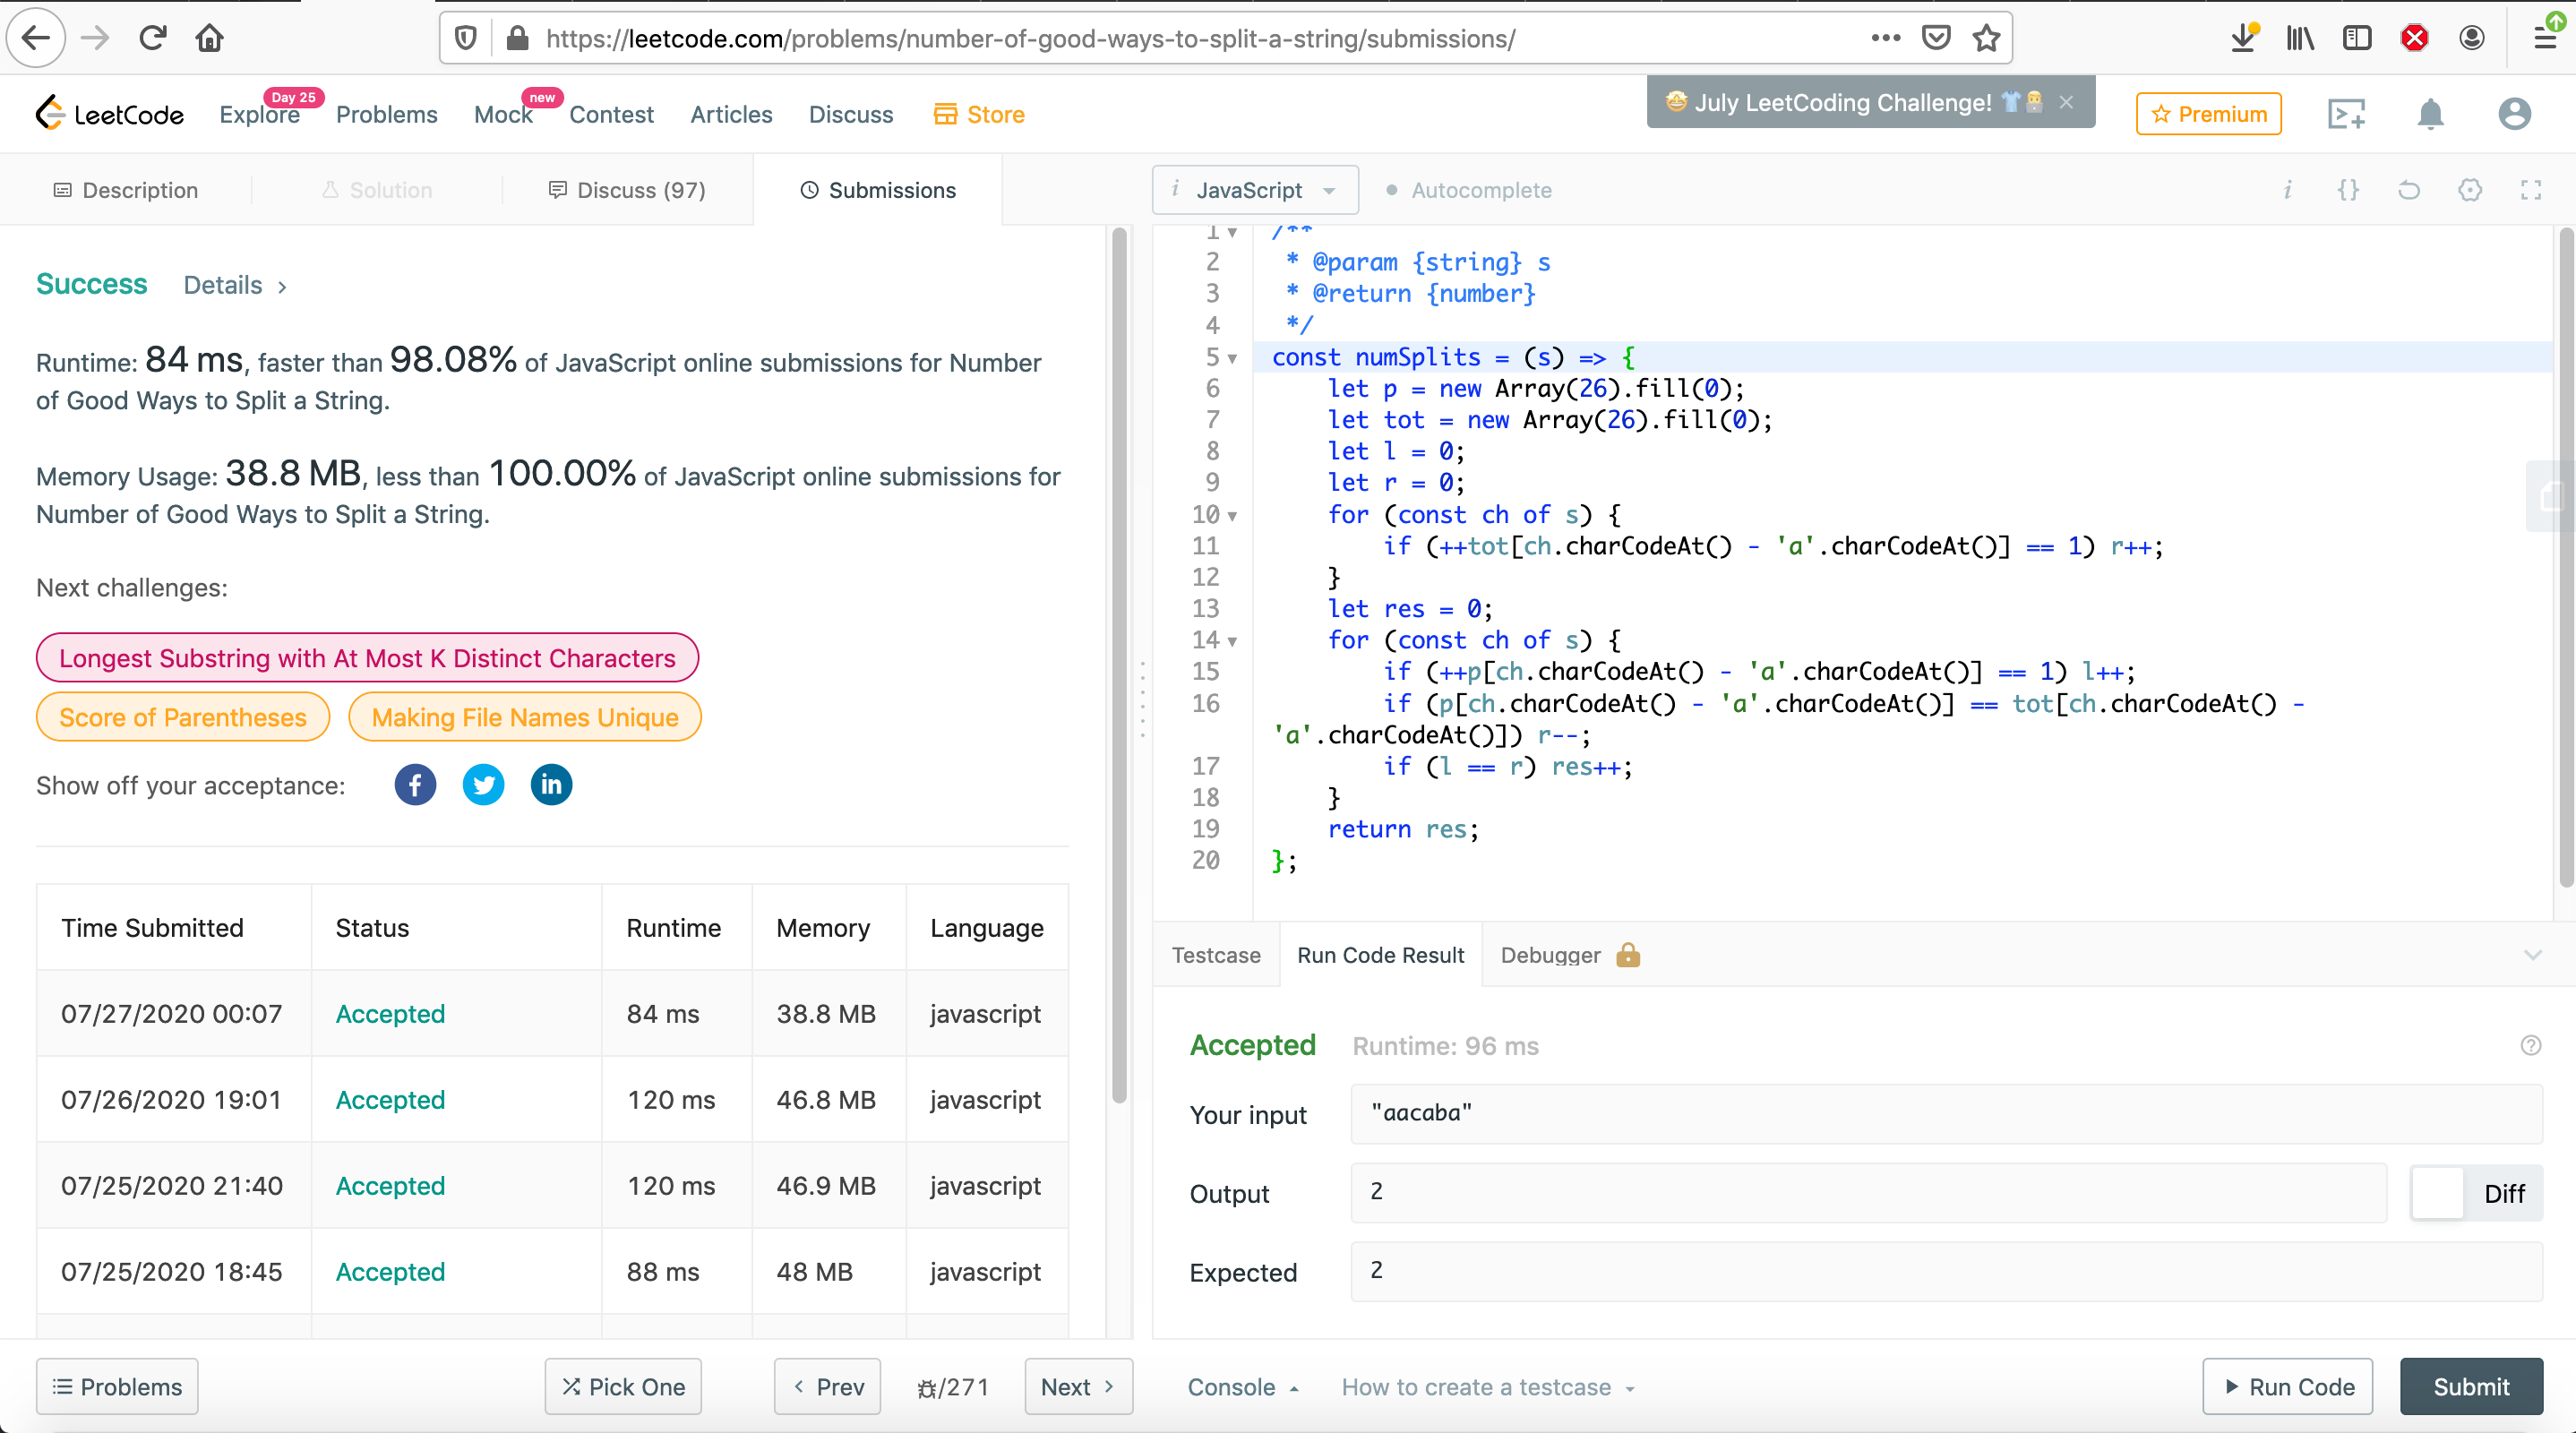 https://leetcode.com/problems/number-of-good-ways-to-split-a-string/submissions/
LeetCode
Explore
Day 25
Problems
Mock
new
Contest
Articles
Discuss
Store
July LeetCoding Challenge!
Premium
Description
Solution
Discuss (97)
Submissions
Success
Details
Runtime: 84 ms, faster than 98.08% of JavaScript online submissions for Number
of Good Ways to Split a String.
Memory Usage: 38.8 MB, less than 100.00% of JavaScript online submissions for
Number of Good Ways to Split a String.
Next challenges:
Longest Substring with At Most K Distinct Characters
Score of Parentheses
Making File Names Unique
Show off your acceptance:
Time Submitted Status Runtime Memory Language
07/27/2020 00:07 Accepted 84 ms 38.8 MB javascript
07/26/2020 19:01 Accepted 120 ms 46.8 MB javascript
07/25/2020 21:40 Accepted 120 ms 46.9 MB javascript
07/25/2020 18:45 Accepted 88 ms 48 MB javascript
Problems
Pick One
Prev
/271
Next
i JavaScript
Autocomplete
i {}
1 /**
2 * @param {string} s
3 * @return {number}
4 */
5 const numSplits = (s) => {
6 let p = new Array(26).fill(0);
7 let tot = new Array(26).fill(0);
8 let l = 0;
9 let r = 0;
10 for (const ch of s) {
11 if (++tot[ch.charCodeAt() - 'a'.charCodeAt()] == 1) r++;
12 }
13 let res = 0;
14 for (const ch of s) {
15 if (++p[ch.charCodeAt() - 'a'.charCodeAt()] == 1) l++;
16 if (p[ch.charCodeAt() - 'a'.charCodeAt()] == tot[ch.charCodeAt() -
'a'.charCodeAt()]) r--;
17 if (l == r) res++;
18 }
19 return res;
20 };
Testcase
Run Code Result
Debugger
Accepted
Runtime: 96 ms
Your input
"aacaba"
Output
2
Diff
Expected
2
Console
How to create a testcase
Run Code
Submit